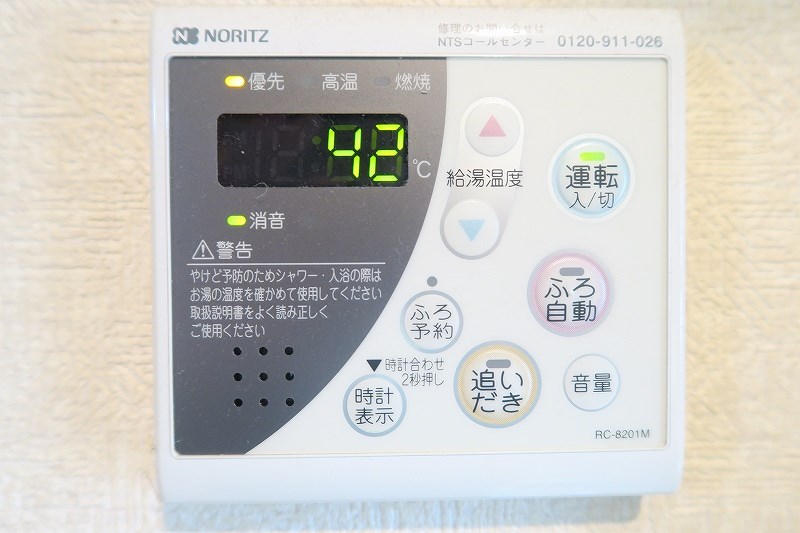 NORITZ
修理のお問い合せは
NTSコールセンター 0120-911-026
優先 高温 燃焼
42 ℃
給湯温度
運転
入/切
消音
警告
やけど予防のためシャワー・入浴の際は
お湯の温度を確かめて使用してください
取扱説明書をよく読み正しく
ご使用ください
ふろ
自動
ふろ
予約
▼時計合わせ
2秒押し
時計
表示
追い
だき
音量
RC-8201M